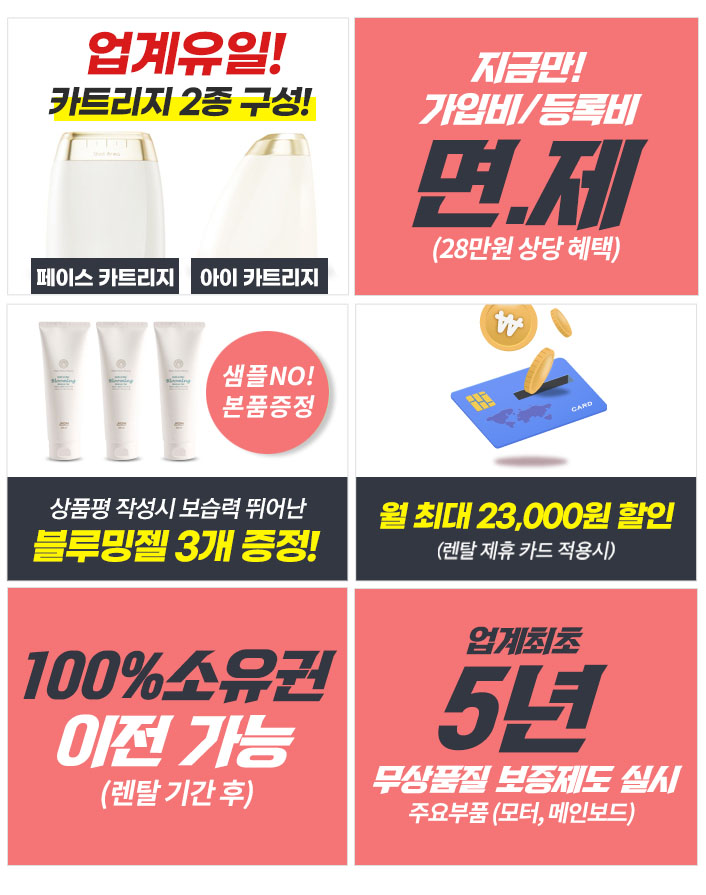 업계유일!
카트리지 2종 구성!
페이스 카트리지
아이 카트리지
지금만!
가입비/등록비
면.제
(28만원 상당 혜택)
Blooming
Blooming
Blooming
샘플NO!
본품증정
상품평 작성시 보습력 뛰어난
블루밍젤 3개 증정!
CARD
월 최대 23,000원 할인
(렌탈 제휴 카드 적용시)
100%소유권
이전 가능
(렌탈 기간 후)
업계최초
5년
무상품질 보증제도 실시
주요부품 (모터, 메인보드)